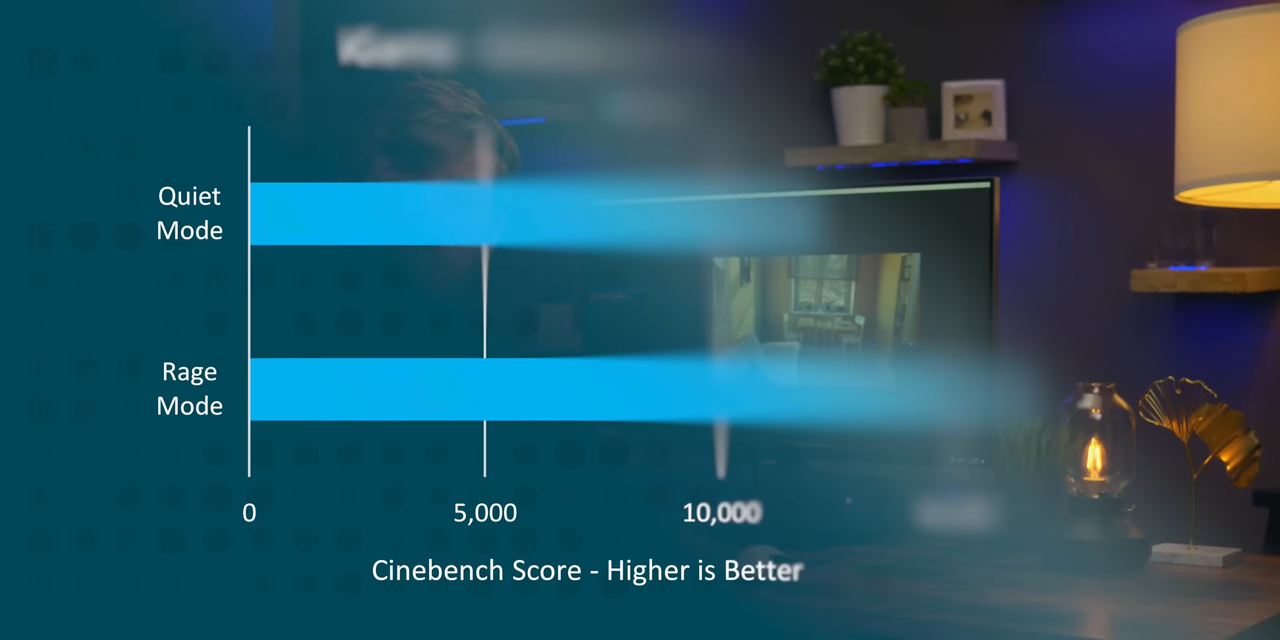 Quiet
Mode
Rage
Mode
0 5,000 10,000
Cinebench Score - Higher is Better